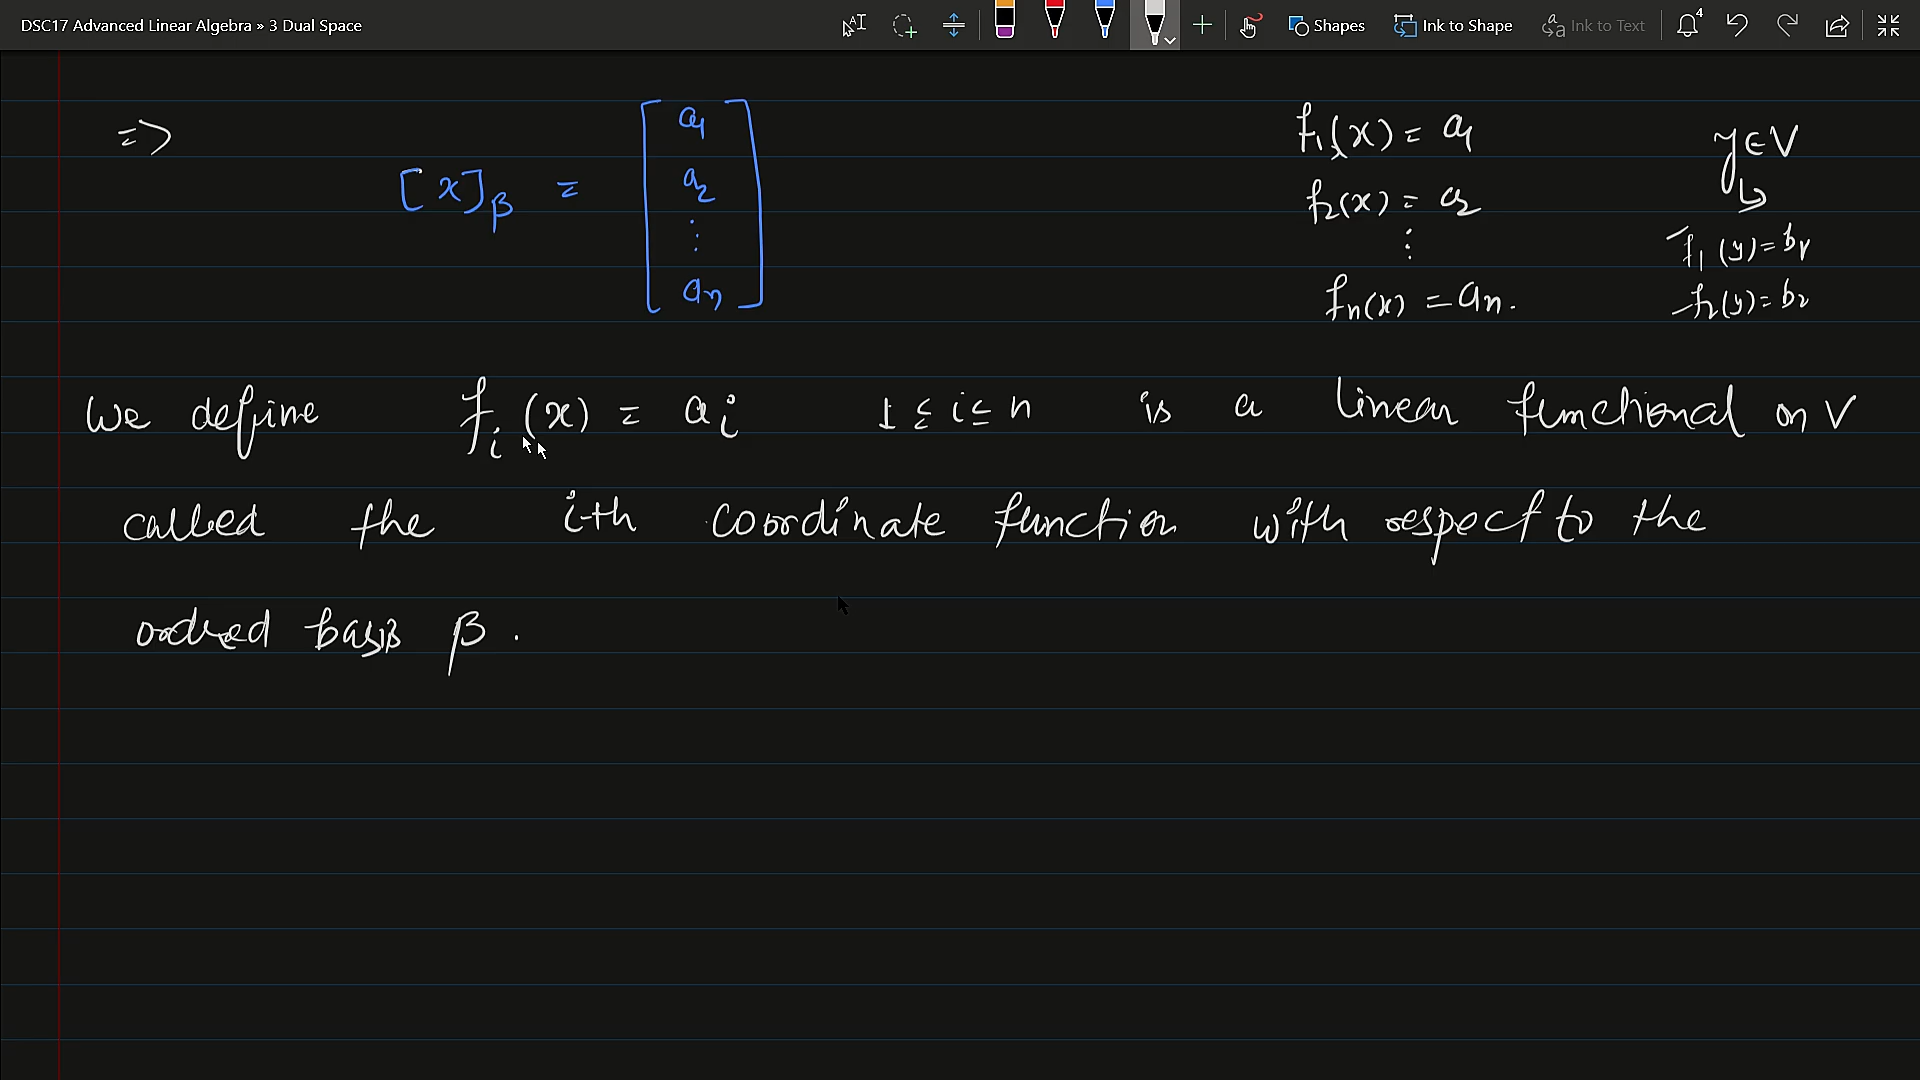 DSC17 Advanced Linear Algebra » 3 Dual Space
Shapes Ink to Shape Ink to Text 4
=> [x]β = [a1 a2 ⋮ an]
f1(x) = a1
f2(x) = a2
⋮
fn(x) = an.
y ∈ V
↳
f1(y) = b1
f2(y) = b2
We define fi(x) = ai 1 ≤ i ≤ n is a linear functional on V
called the i-th coordinate function with respect to the
ordered basis β.